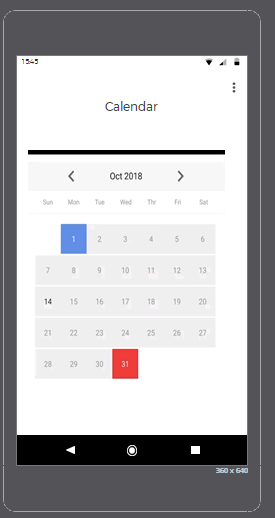 15:45
Calendar
Oct 2018
Sun Mon Tue Wed Thr Fri Sat
1 2 3 4 5 6
7 8 9 10 11 12 13
14 15 16 17 18 19 20
21 22 23 24 25 26 27
28 29 30 31
360 x 640